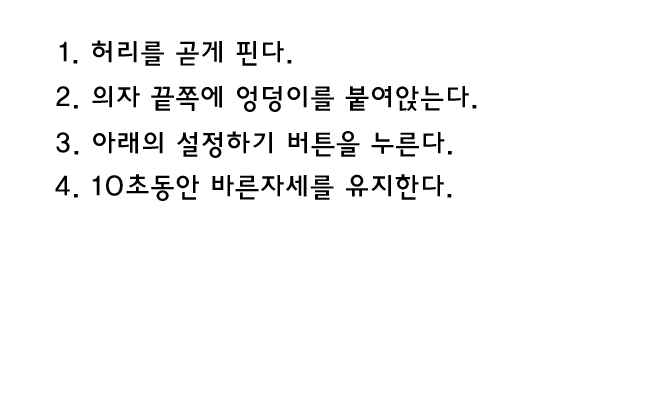 1. 허리를 곧게 핀다.
2. 의자 끝쪽에 엉덩이를 붙여앉는다.
3. 아래의 설정하기 버튼을 누른다.
4. 10초동안 바른자세를 유지한다.